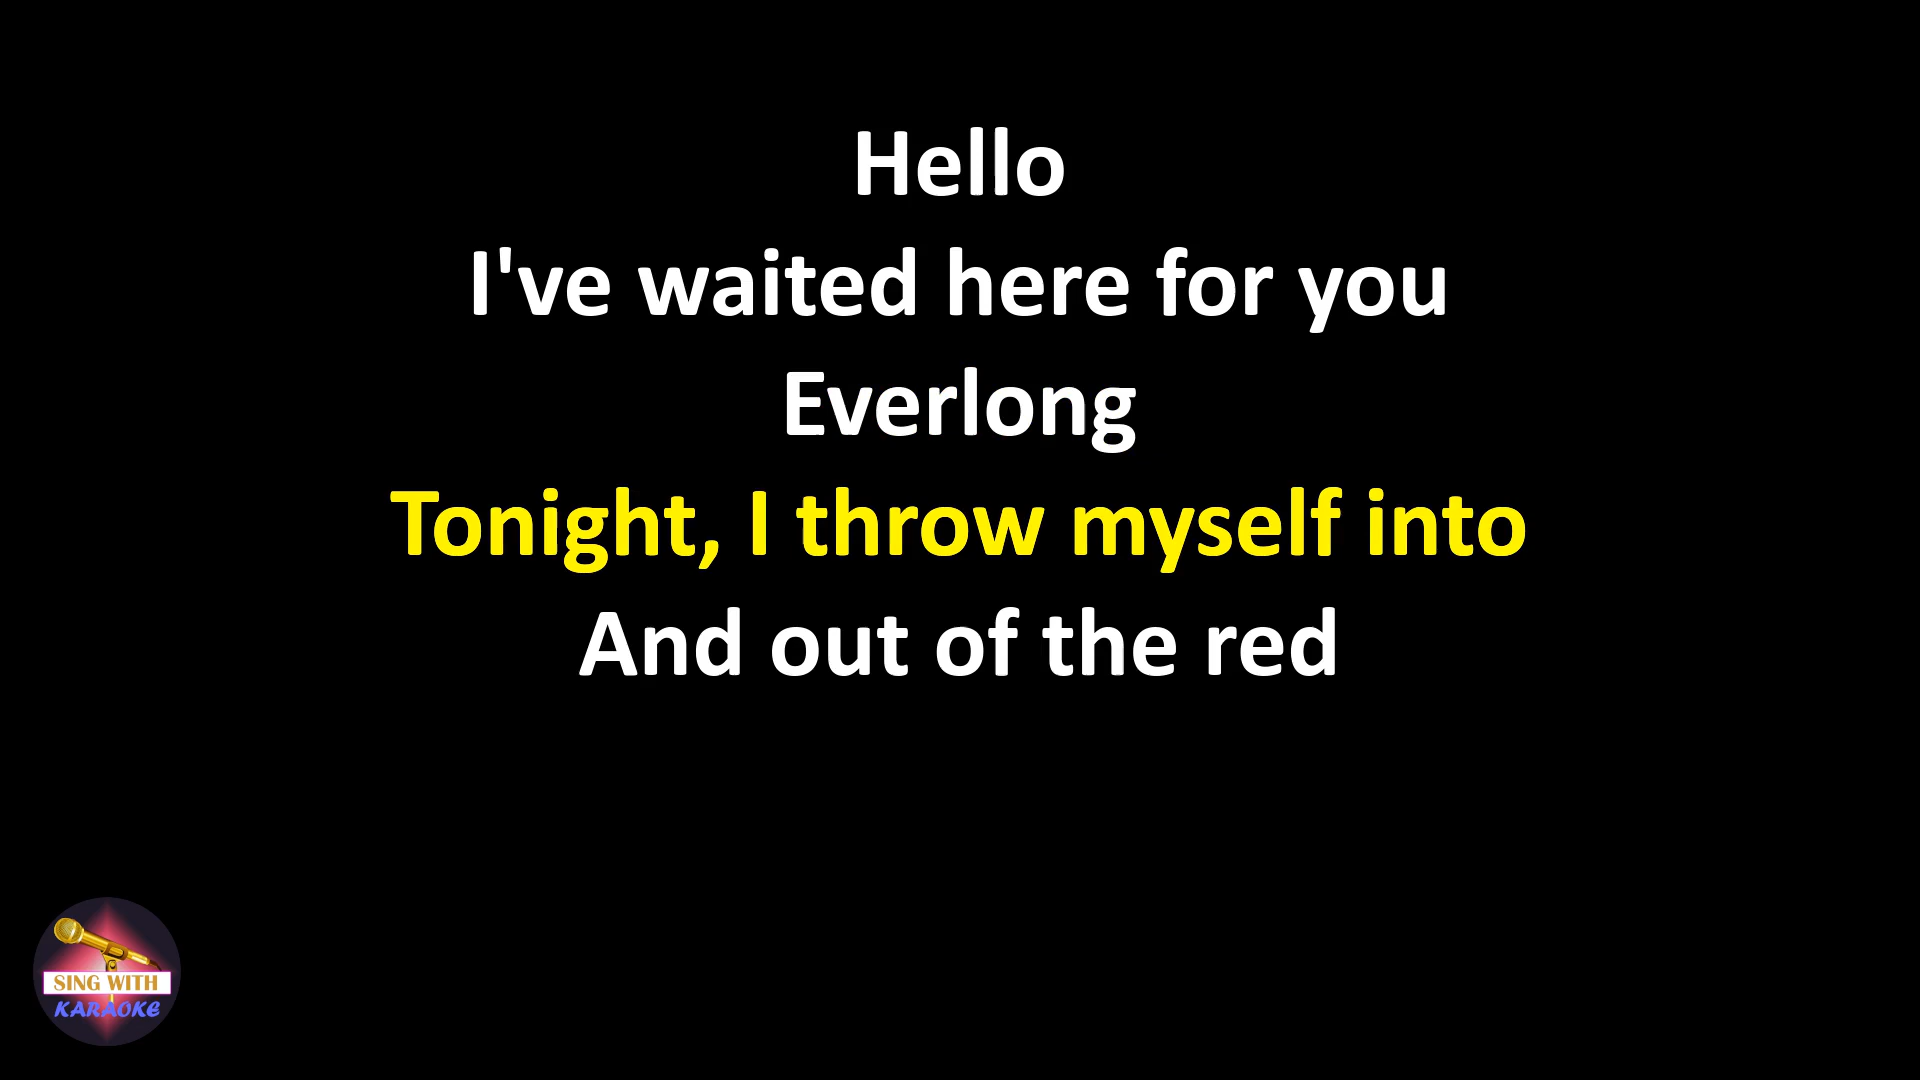 Hello
I've waited here for you
Everlong
Tonight, I throw myself into
And out of the red
SING WITH
KARAOKE